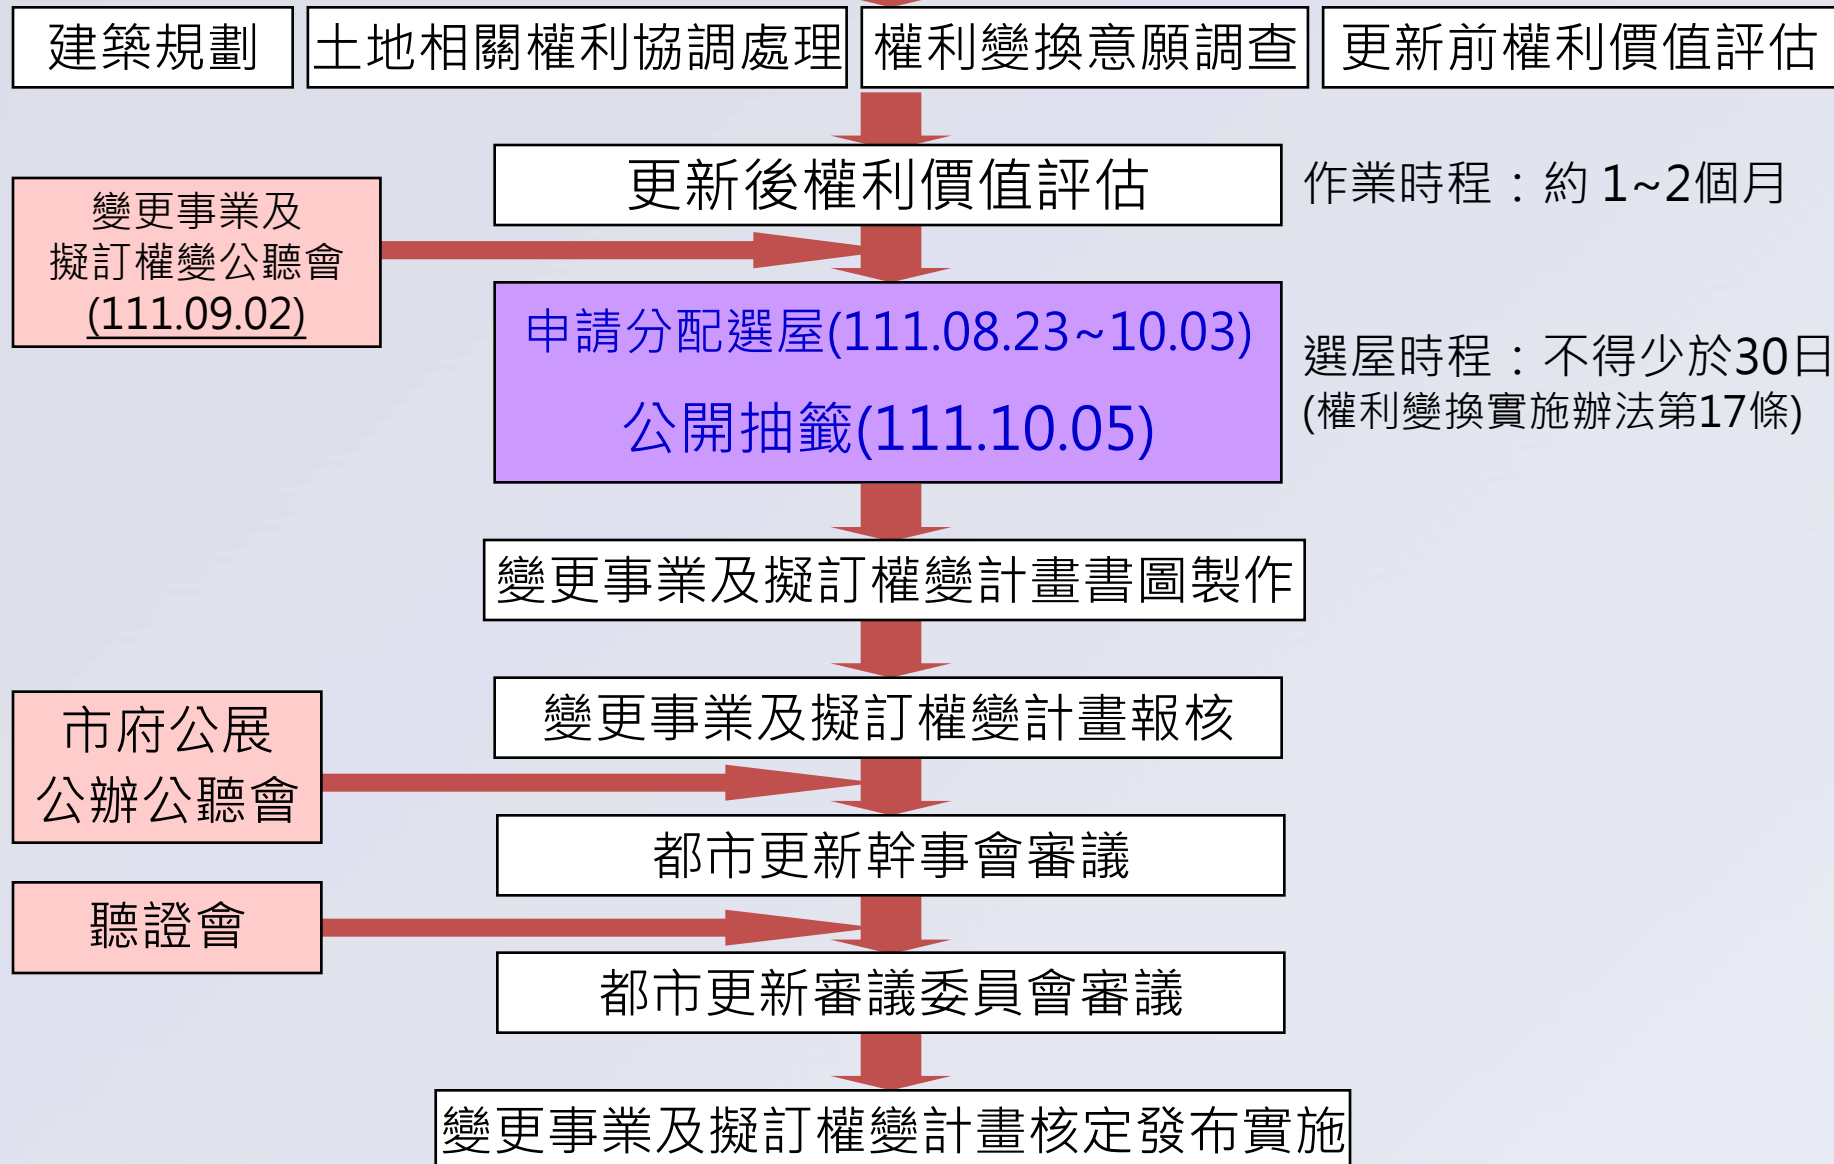 建築規劃
土地相關權利協調處理
權利變換意願調查
更新前權利價值評估
更新後權利價值評估
作業時程：約 1~2個月
變更事業及
擬訂權變公聽會
(111.09.02)
申請分配選屋(111.08.23~10.03)
公開抽籤(111.10.05)
選屋時程：不得少於30日
(權利變換實施辦法第17條)
變更事業及擬訂權變計畫書圖製作
變更事業及擬訂權變計畫報核
市府公展
公辦公聽會
都市更新幹事會審議
聽證會
都市更新審議委員會審議
變更事業及擬訂權變計畫核定發布實施